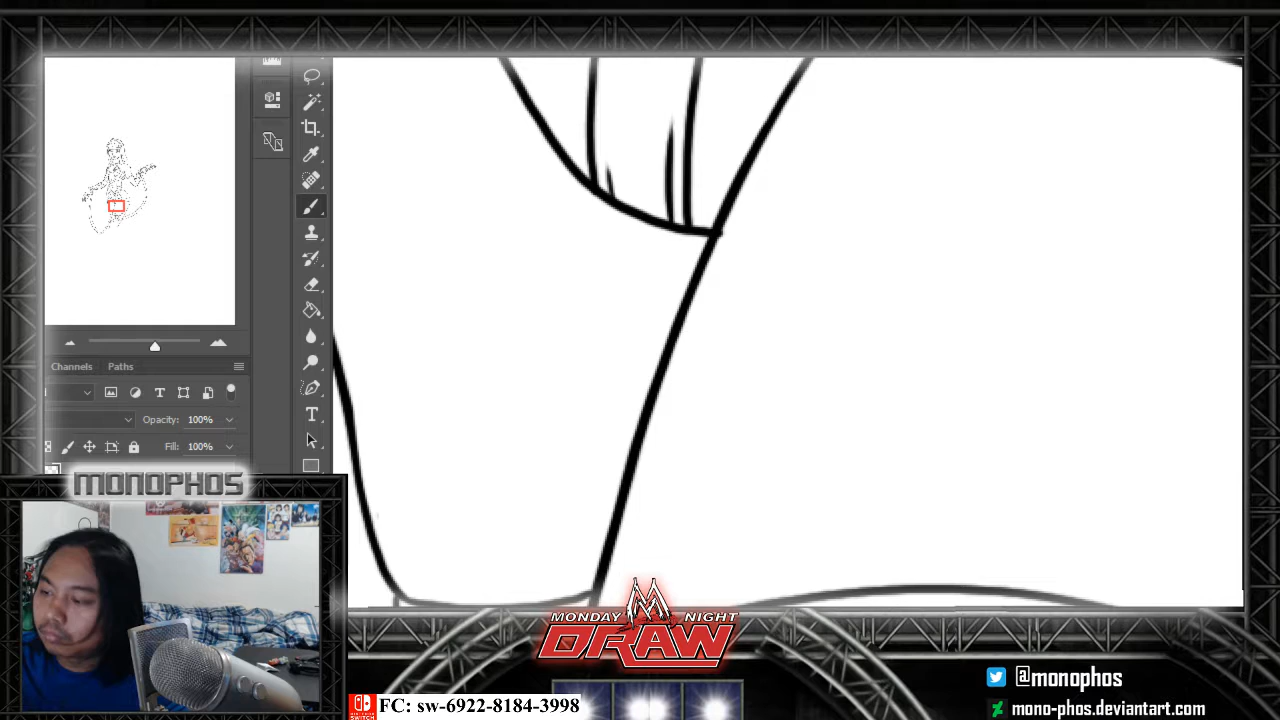 Channels Paths
Opacity: 100%
Fill: 100%
MONOPHOS
MONDAY NIGHT
DRAW
FC: sw-6922-8184-3998
@monophos
mono-phos.deviantart.com